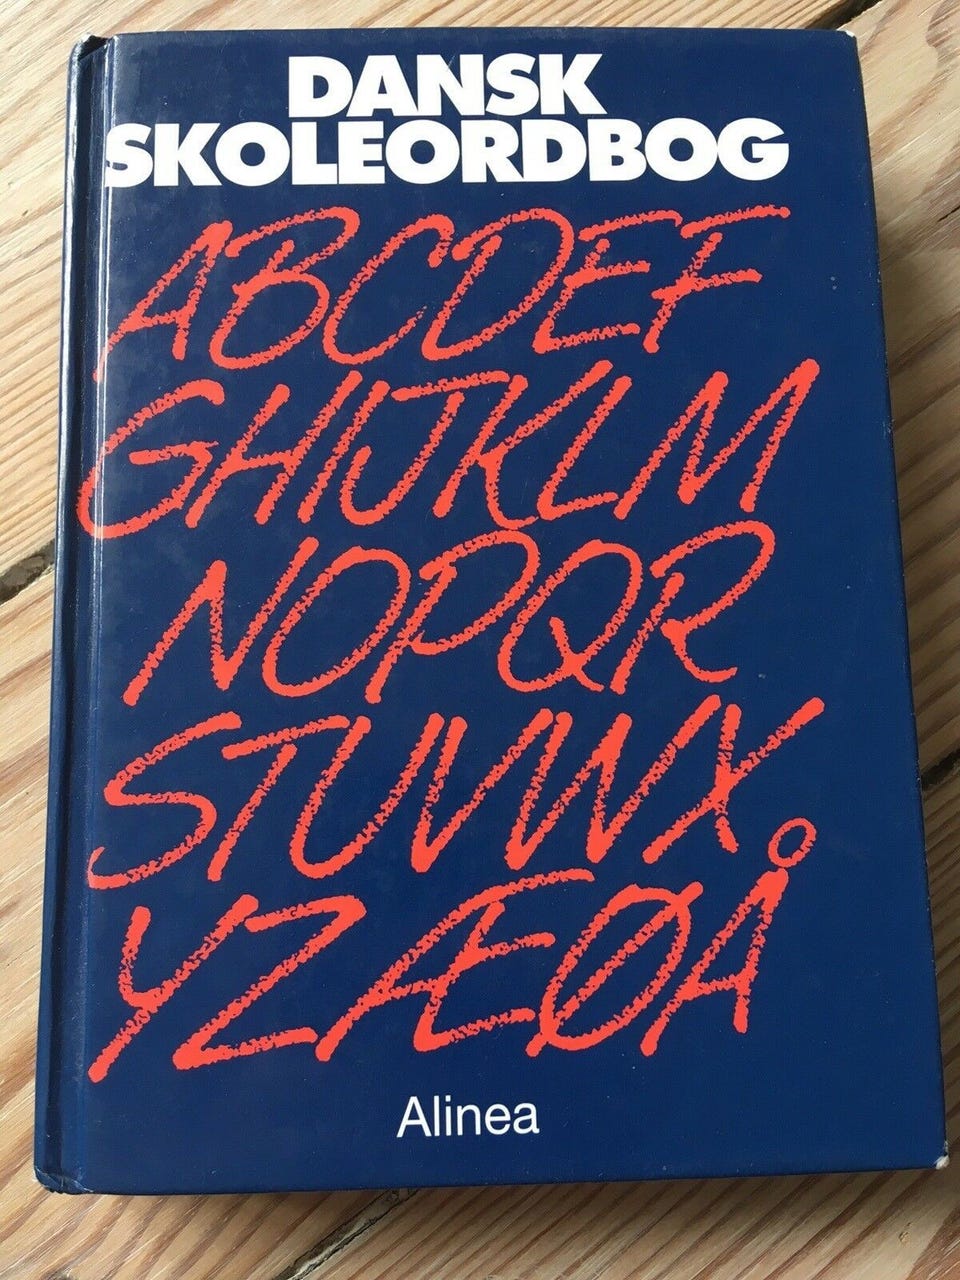 DANSK
SKOLEORDBOG
ABCDEF
GHIJKLM
NOPQR
STUVWX
YZÆØÅ
Alinea